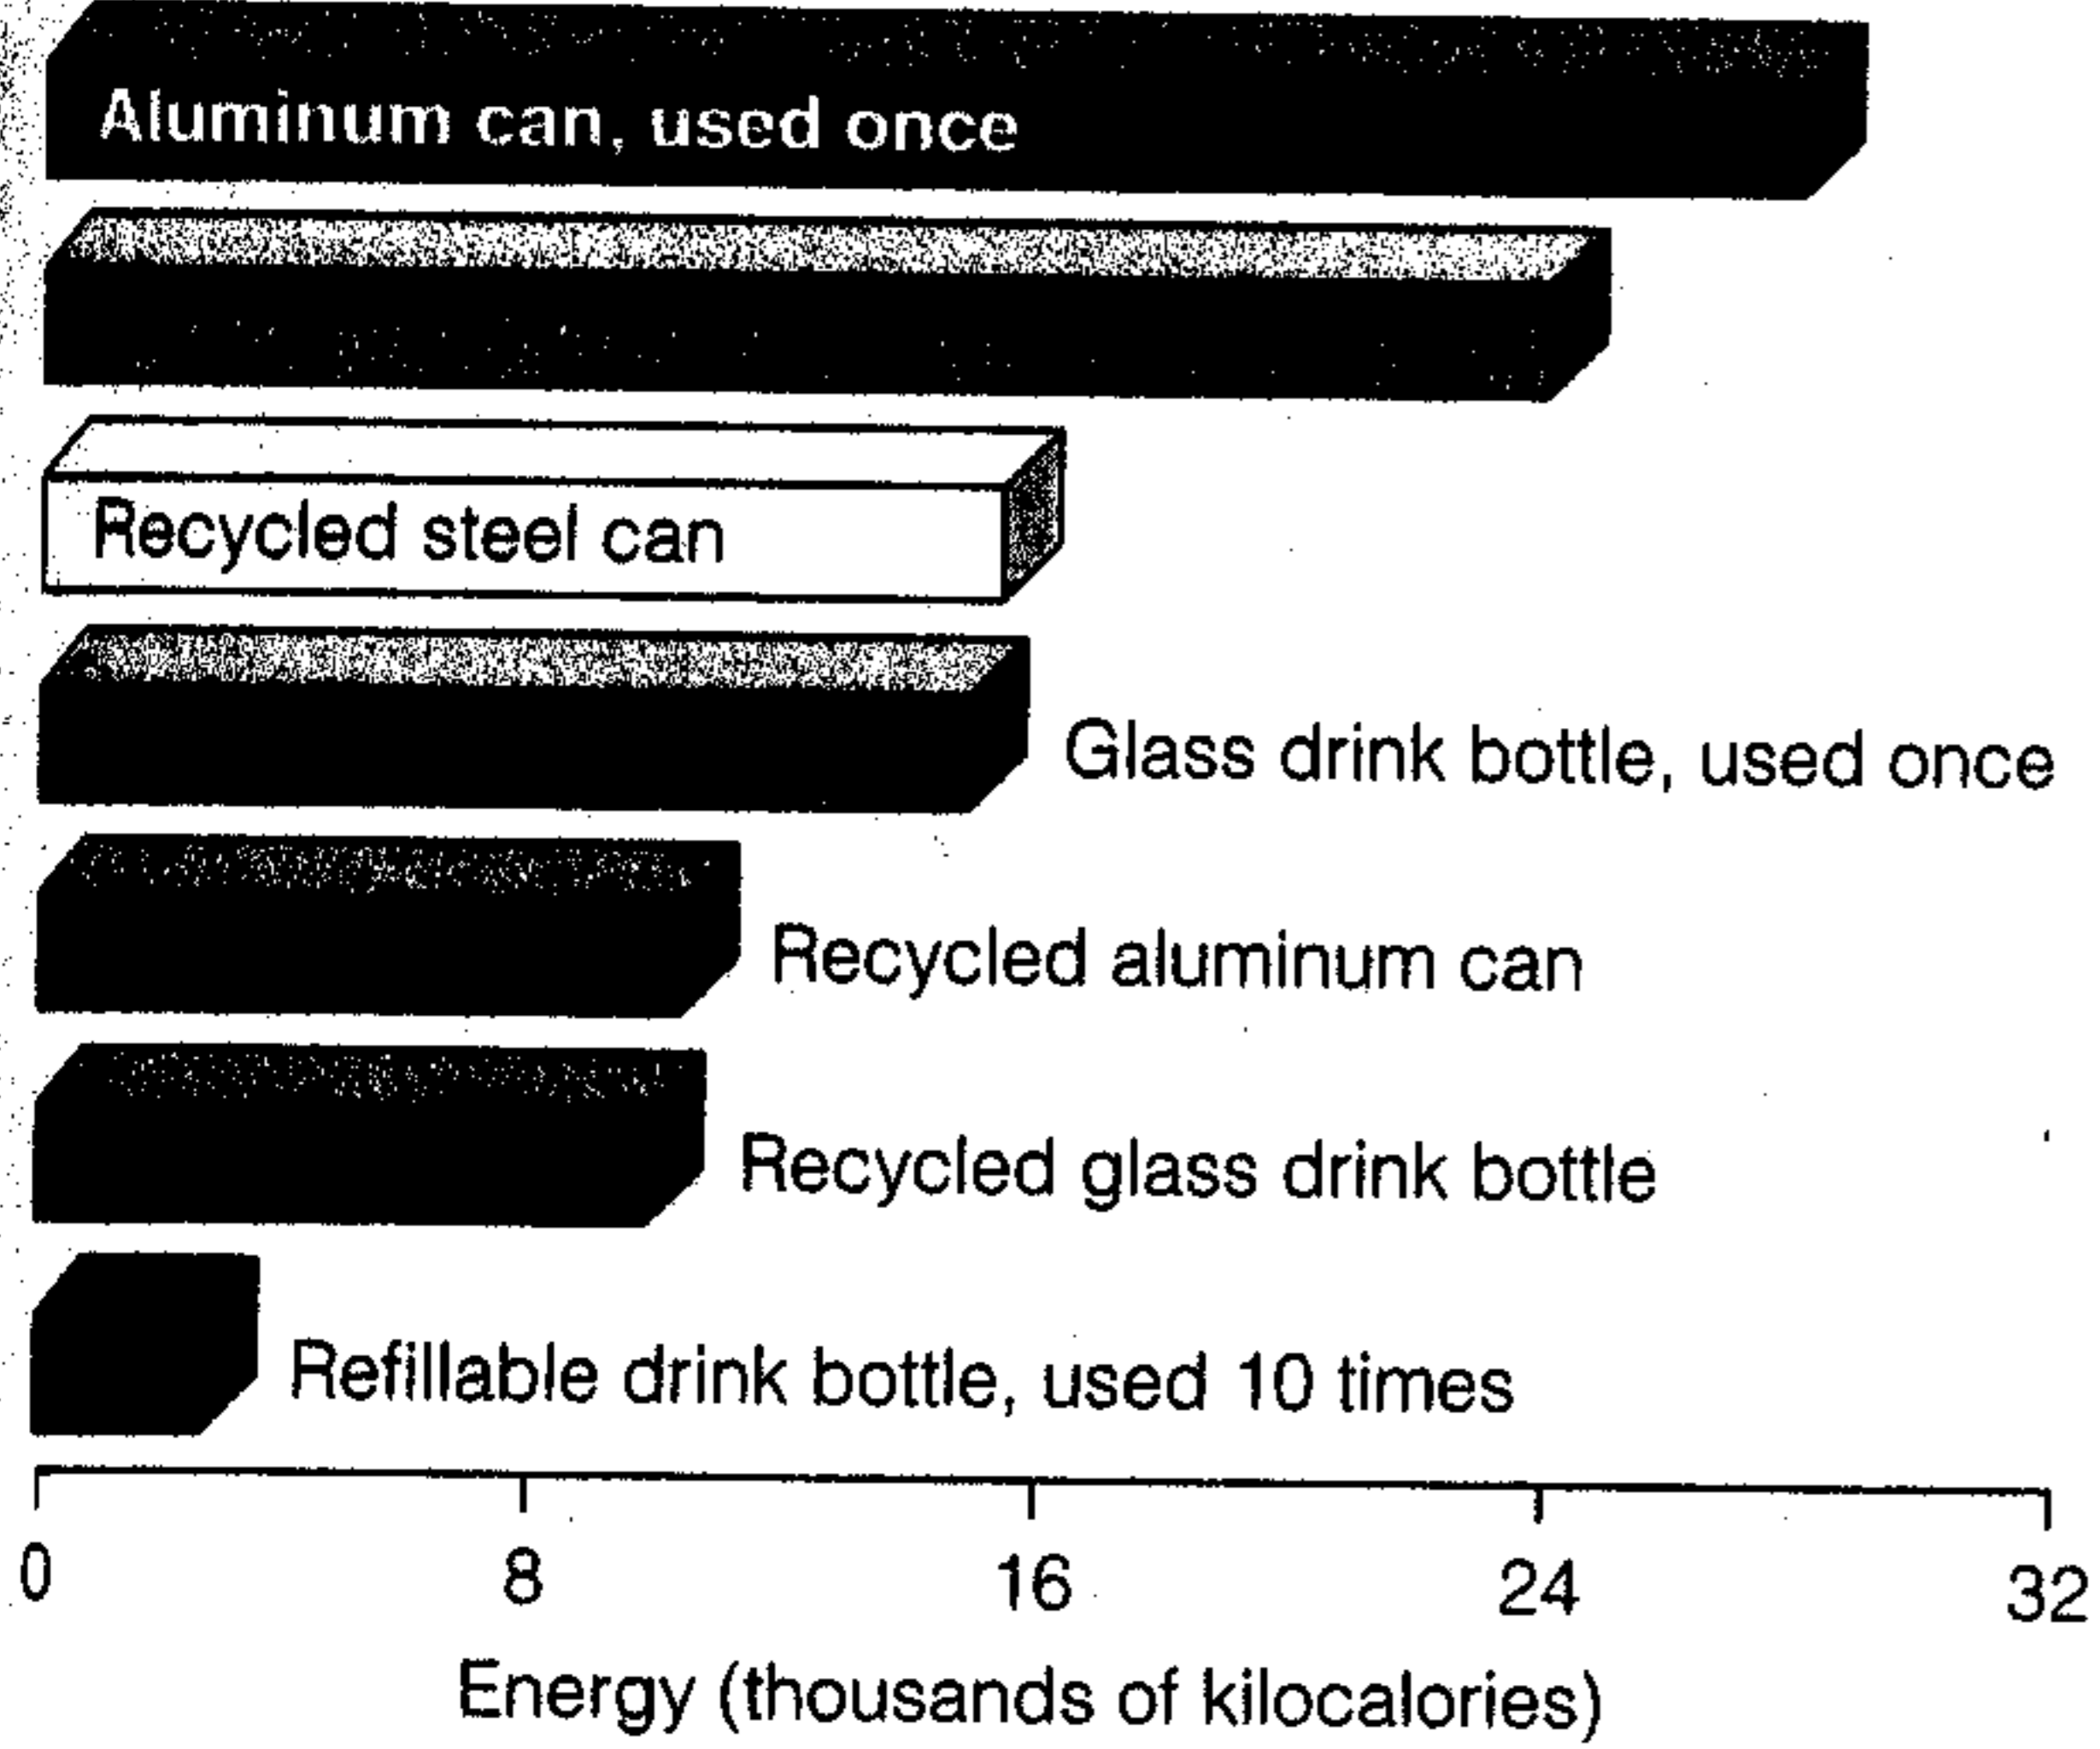 Aluminum can, used once
Recycled steel can
Glass drink bottle, used once
Recycled aluminum can
Recycled glass drink bottle
Refillable drink bottle, used 10 times
0 8 16 24 32
Energy (thousands of kilocalories)